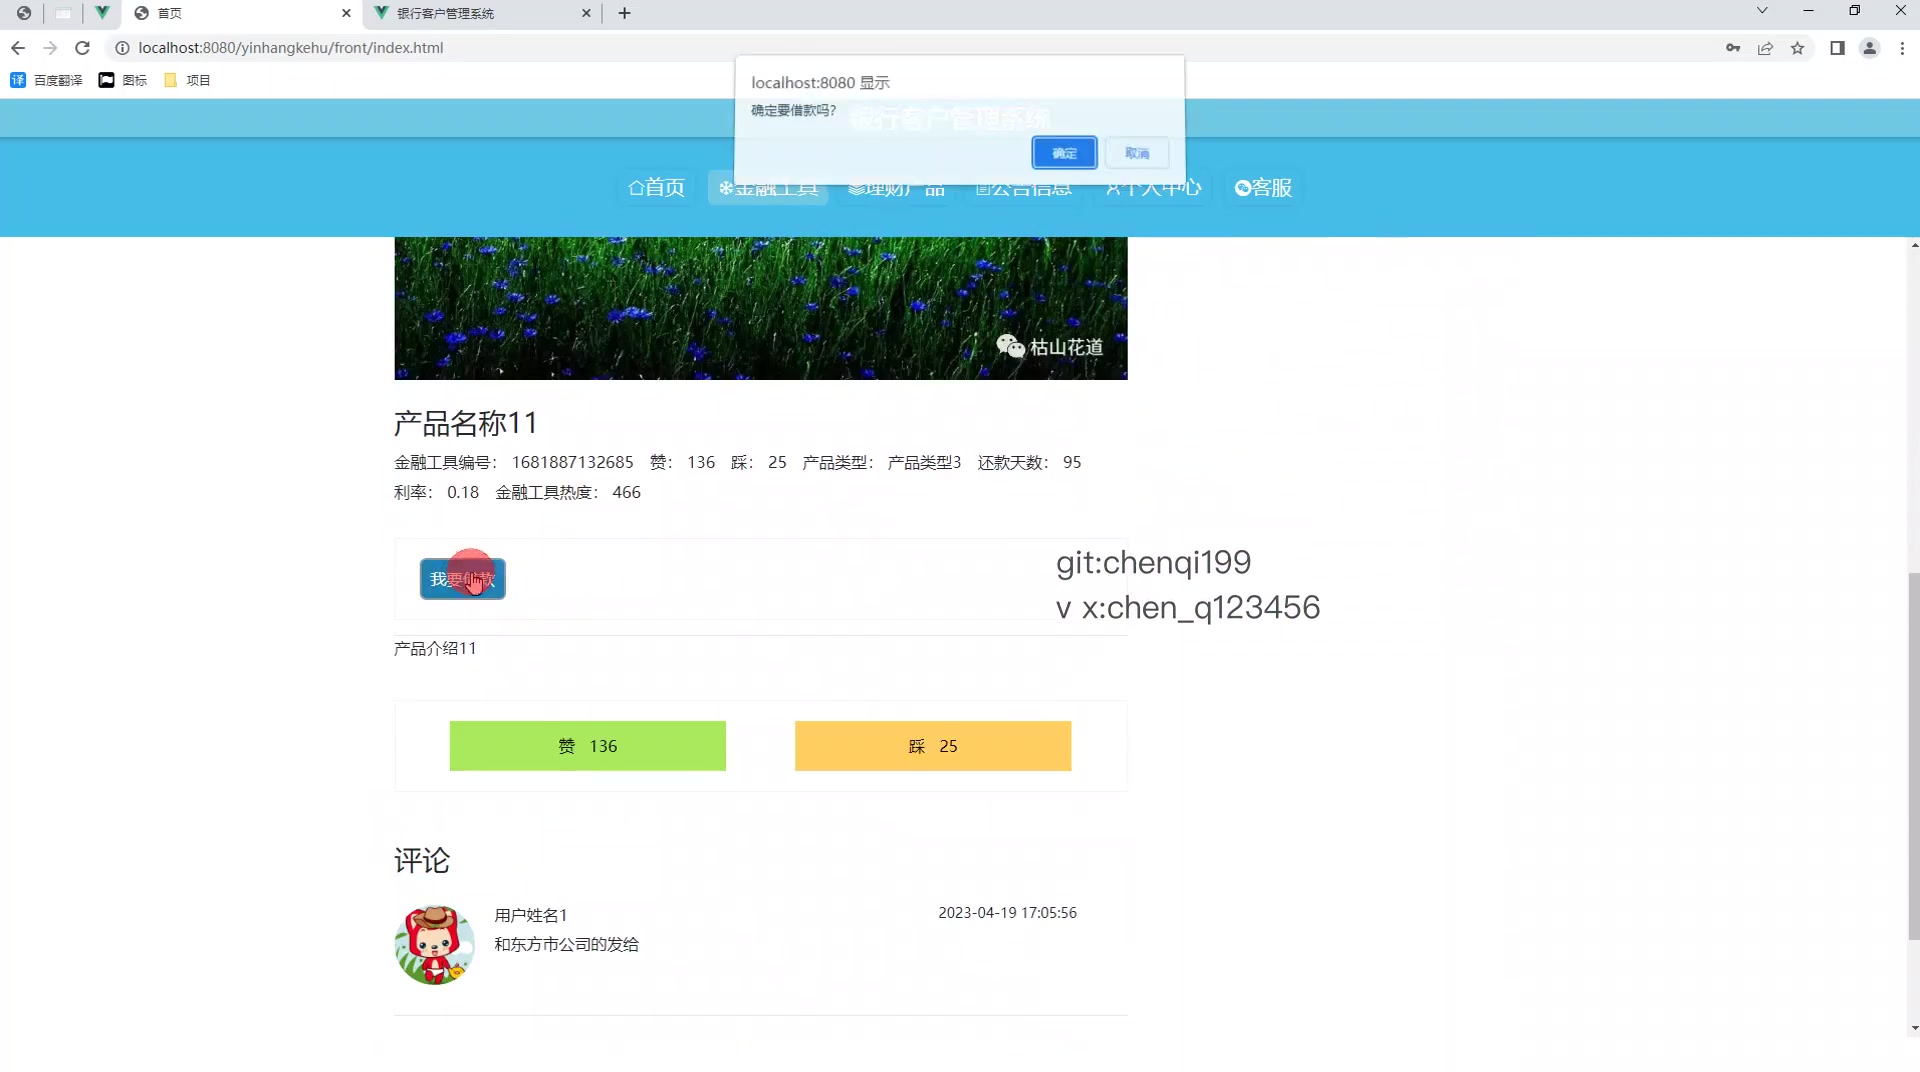 首页
银行客户管理系统
localhost:8080/yinhangkehu/front/index.html
译 百度翻译 图标 项目
localhost:8080 显示
确定要借款吗?
银行客户管理系统
确定 取消
首页 金融工具 理财产品 公告信息 个人中心 客服
枯山花道
产品名称11
金融工具编号: 1681887132685 赞: 136 踩: 25 产品类型: 产品类型3 还款天数: 95
利率: 0.18 金融工具热度: 466
我要借款
git:chenqi199
v x:chen_q123456
产品介绍11
赞 136 踩 25
评论
用户姓名1 2023-04-19 17:05:56
和东方市公司的发给